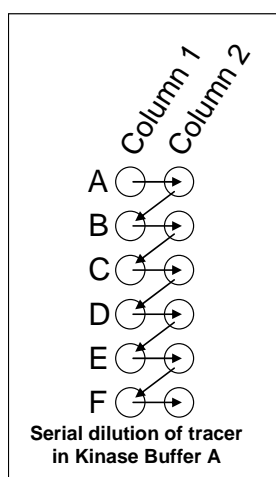 Column 1
Column 2
A
B
C
D
E
F
Serial dilution of tracer
in Kinase Buffer A